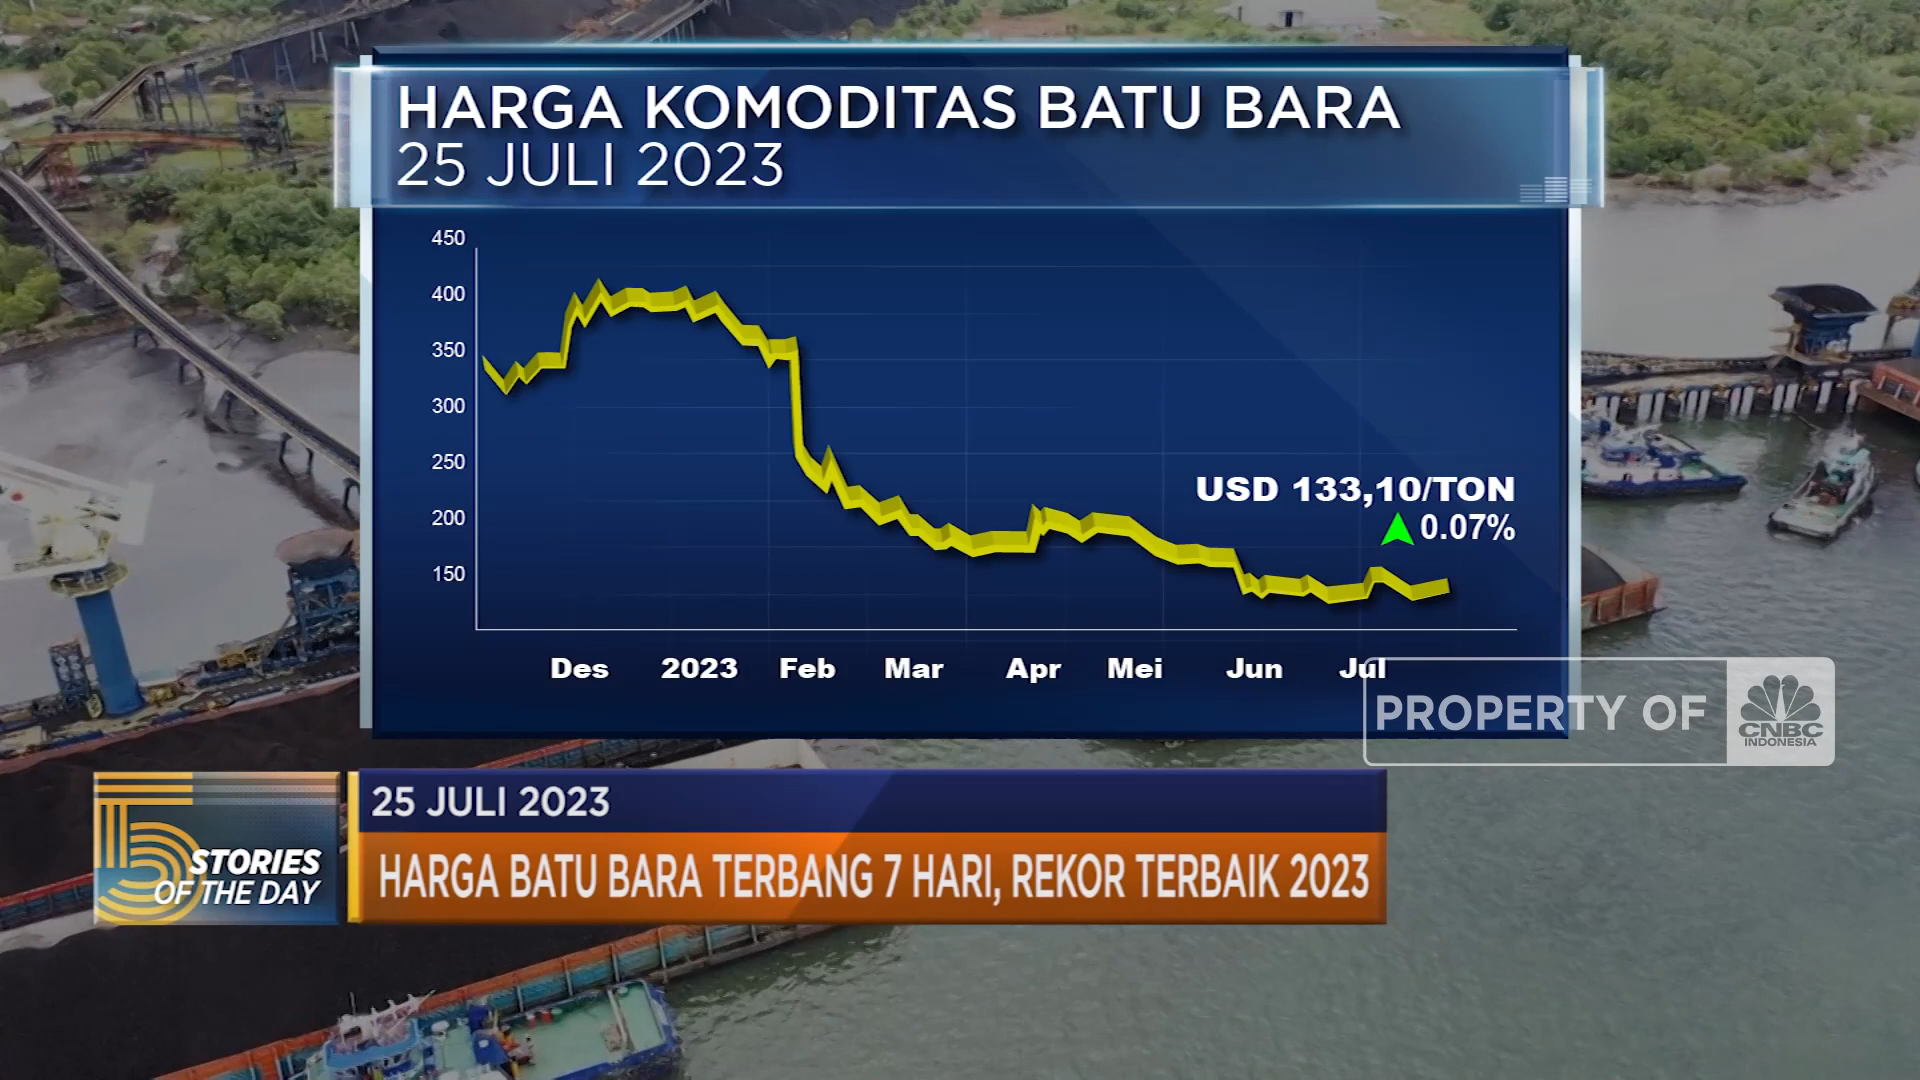 HARGA KOMODITAS BATU BARA
25 JULI 2023
450
400
350
300
250
200
150
USD 133,10/TON
0.07%
Des 2023 Feb Mar Apr Mei Jun Jul
PROPERTY OF CNBC INDONESIA
5 STORIES OF THE DAY
25 JULI 2023
HARGA BATU BARA TERBANG 7 HARI, REKOR TERBAIK 2023